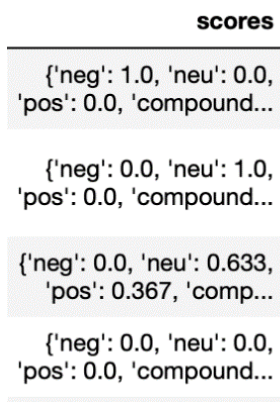 scores
{'neg': 1.0, 'neu': 0.0,
'pos': 0.0, 'compound...
{'neg': 0.0, 'neu': 1.0,
'pos': 0.0, 'compound...
{'neg': 0.0, 'neu': 0.633,
'pos': 0.367, 'comp...
{'neg': 0.0, 'neu': 0.0,
'pos': 0.0, 'compound...